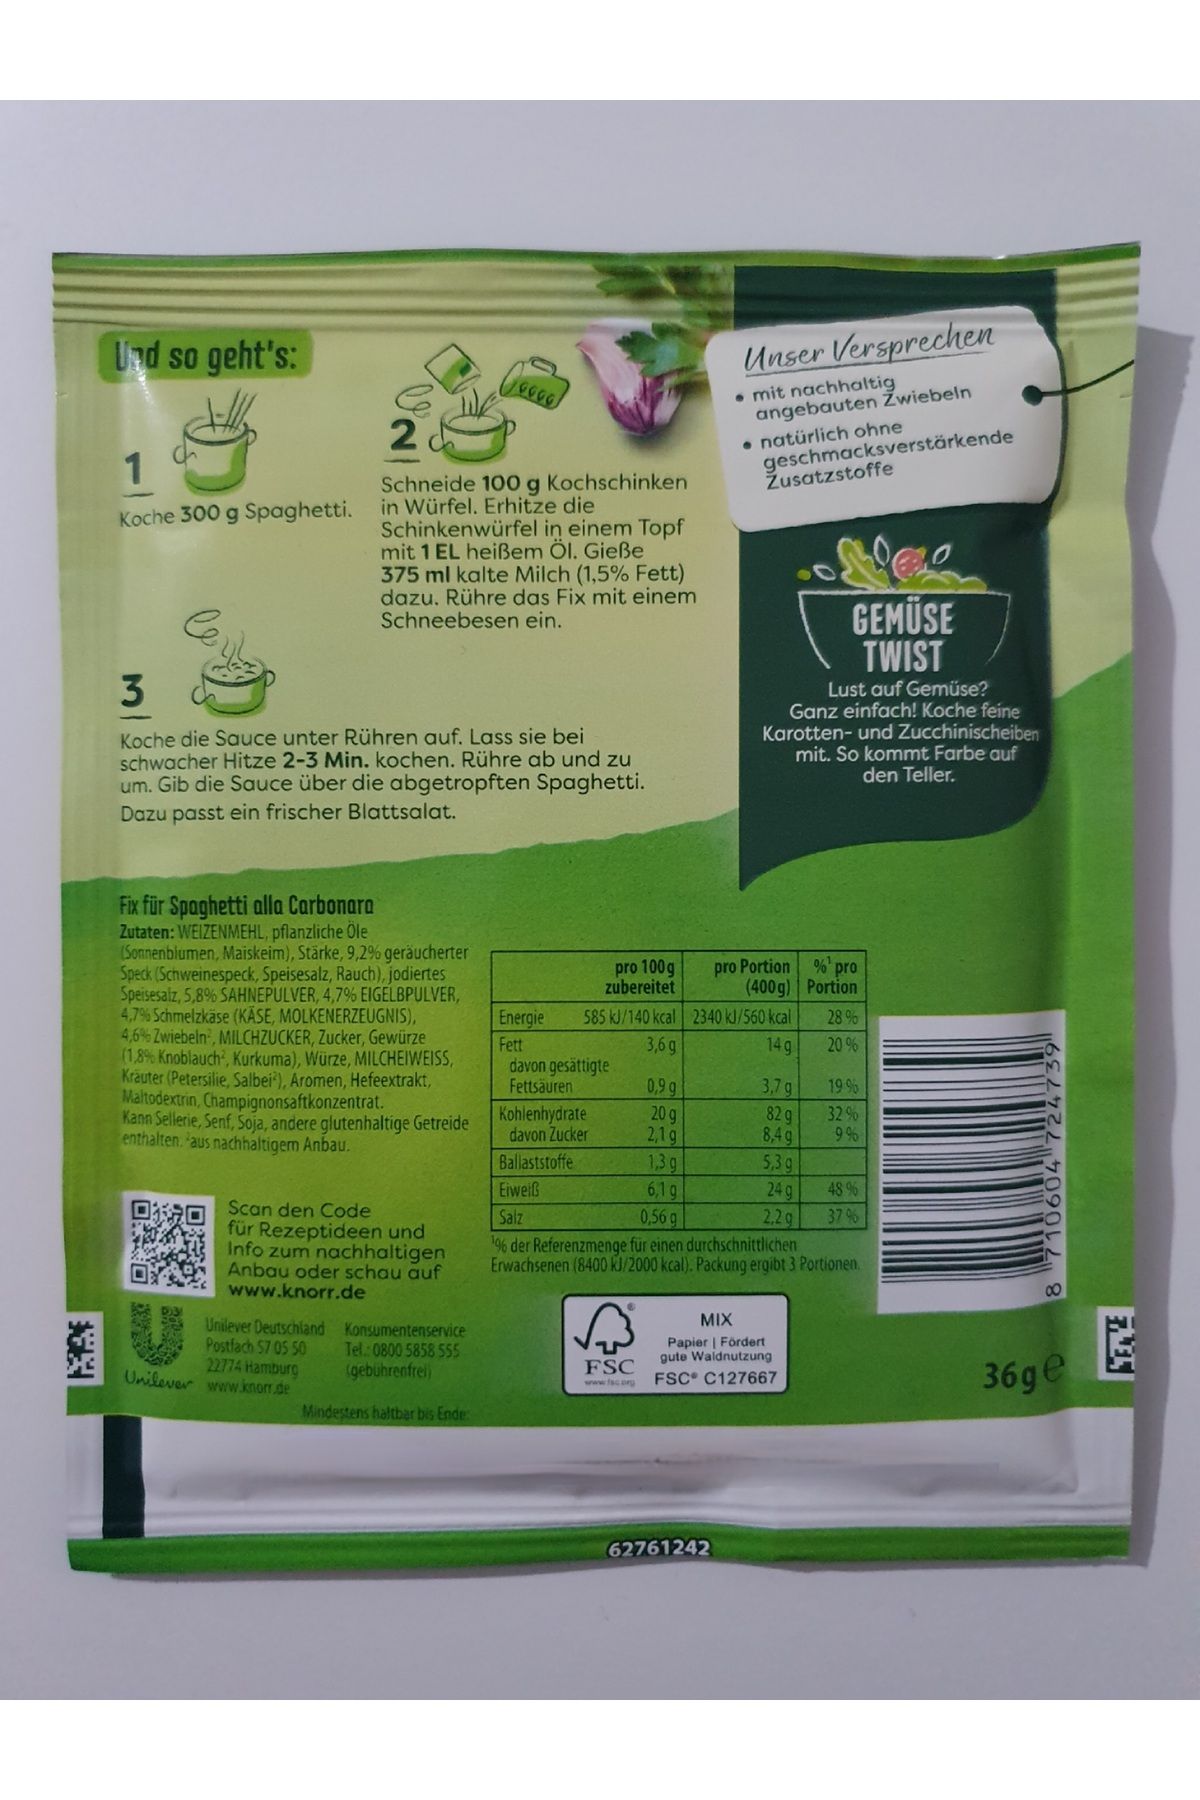 Und so geht's:
1
Koche 300 g Spaghetti.
2
Schneide 100 g Kochschinken
in Würfel. Erhitze die
Schinkenwürfel in einem Topf
mit 1 EL heißem Öl. Gieße
375 ml kalte Milch (1,5% Fett)
dazu. Rühre das Fix mit einem
Schneebesen ein.
3
Koche die Sauce unter Rühren auf. Lass sie bei
schwacher Hitze 2-3 Min. kochen. Rühre ab und zu
um. Gib die Sauce über die abgetropften Spaghetti.
Dazu passt ein frischer Blattsalat.
Unser Versprechen
• mit nachhaltig
angebauten Zwiebeln
• natürlich ohne
geschmacksverstärkende
Zusatzstoffe
GEMÜSE
TWIST
Lust auf Gemüse?
Ganz einfach! Koche feine
Karotten- und Zucchinischeiben
mit. So kommt Farbe auf
den Teller.
Fix für Spaghetti alla Carbonara
Zutaten: WEIZENMEHL, pflanzliche Öle
(Sonnenblumen, Maiskeim), Stärke, 9,2% geräucherter
Speck (Schweinespeck, Speisesalz, Rauch), jodiertes
Speisesalz, 5,8% SAHNEPULVER, 4,7% EIGELBPULVER,
4,7% Schmelzkäse (KÄSE, MOLKENERZEUGNIS),
4,6% Zwiebeln², MILCHZUCKER, Zucker, Gewürze
(1,8% Knoblauch², Kurkuma), Würze, MILCHEIWEISS,
Kräuter (Petersilie, Salbei²), Aromen, Hefeextrakt,
Maltodextrin, Champignonsaftkonzentrat.
Kann Sellerie, Senf, Soja, andere glutenhaltige Getreide
enthalten. ²aus nachhaltigem Anbau.
pro 100g zubereitet pro Portion (400g) %¹ pro Portion
Energie 585 kJ/140 kcal 2340 kJ/560 kcal 28 %
Fett 3,6 g 14 g 20 %
davon gesättigte
Fettsäuren 0,9 g 3,7 g 19 %
Kohlenhydrate 20 g 82 g 32 %
davon Zucker 2,1 g 8,4 g 9 %
Ballaststoffe 1,3 g 5,3 g
Eiweiß 6,1 g 24 g 48 %
Salz 0,56 g 2,2 g 37 %
¹% der Referenzmenge für einen durchschnittlichen
Erwachsenen (8400 kJ/2000 kcal). Packung ergibt 3 Portionen.
8 710604 724739
Scan den Code
für Rezeptideen und
Info zum nachhaltigen
Anbau oder schau auf
www.knorr.de
Unilever
Unilever Deutschland
Postfach 57 05 50
22774 Hamburg
www.knorr.de
Konsumentenservice
Tel.: 0800 5858 555
(gebührenfrei)
FSC
www.fsc.org
MIX
Papier | Fördert
gute Waldnutzung
FSC® C127667
36 g e
Mindestens haltbar bis Ende:
62761242